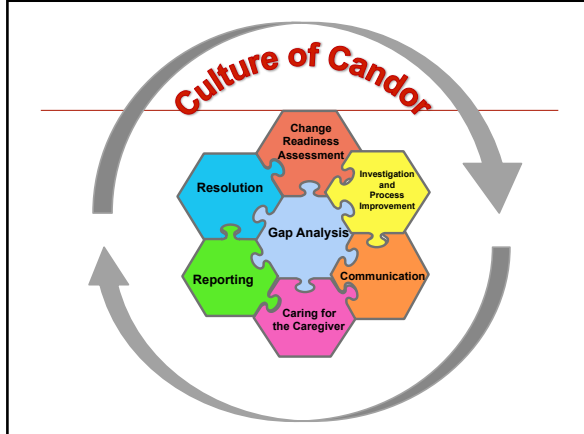 Culture of Candor
Change
Readiness
Assessment
Investigation
and
Process
Improvement
Resolution
Gap Analysis
Reporting
Communication
Caring for
the Caregiver